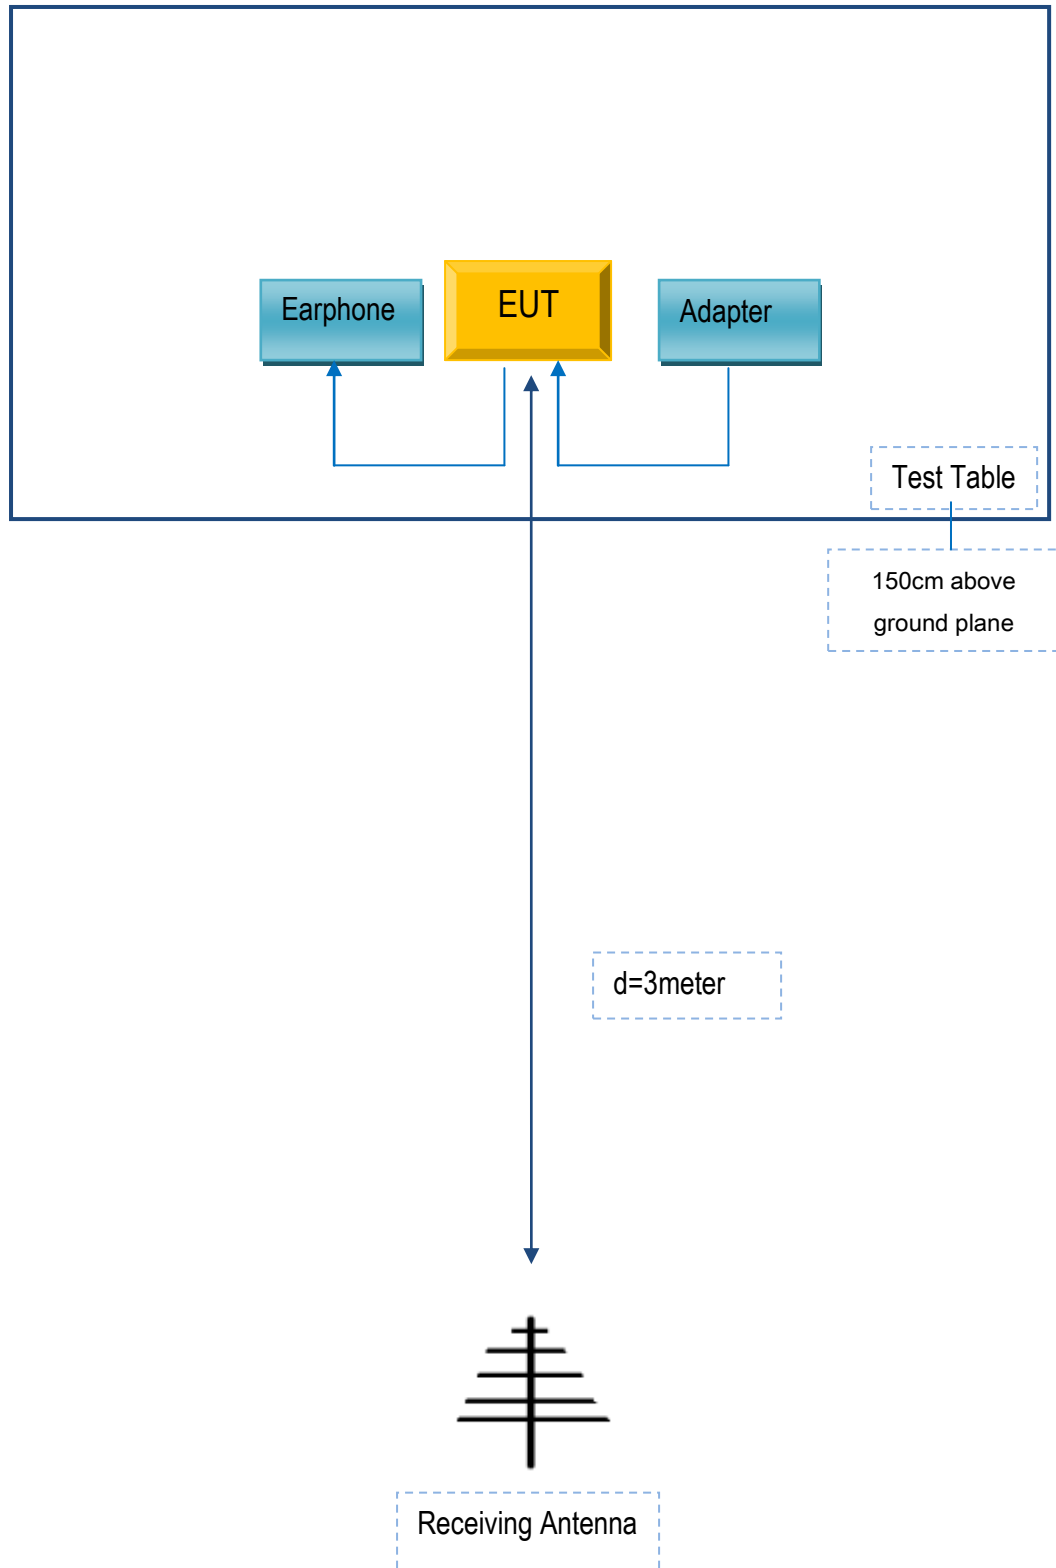 Earphone
EUT
Adapter
Test Table
150cm above
ground plane
d=3meter
Receiving Antenna